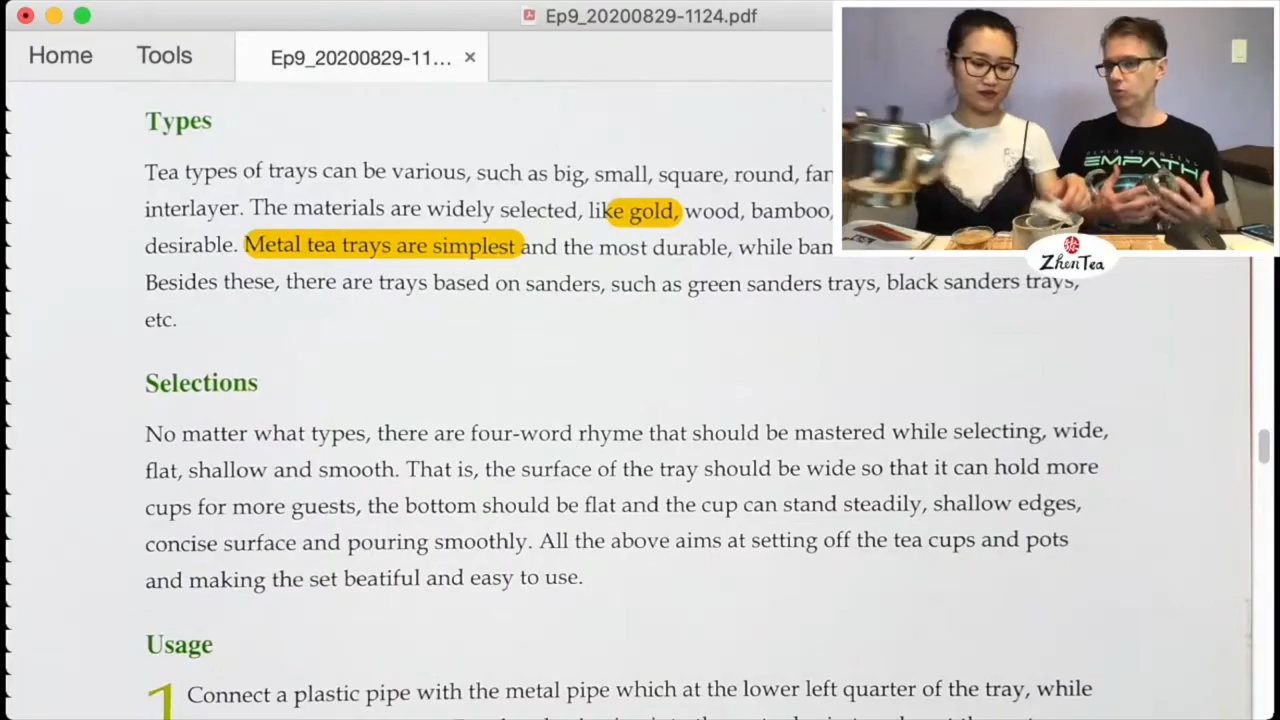 Ep9_20200829-1124.pdf
Home
Tools
Ep9_20200829-11...
Types
Tea types of trays can be various, such as big, small, square, round, fan
interlayer. The materials are widely selected, like gold, wood, bamboo,
desirable. Metal tea trays are simplest and the most durable, while bam
Besides these, there are trays based on sanders, such as green sanders trays, black sanders trays,
etc.
Selections
No matter what types, there are four-word rhyme that should be mastered while selecting, wide,
flat, shallow and smooth. That is, the surface of the tray should be wide so that it can hold more
cups for more guests, the bottom should be flat and the cup can stand steadily, shallow edges,
concise surface and pouring smoothly. All the above aims at setting off the tea cups and pots
and making the set beatiful and easy to use.
Usage
1 Connect a plastic pipe with the metal pipe which at the lower left quarter of the tray, while
DEVIN TOWNSEND
EMPATH
ZhenTea